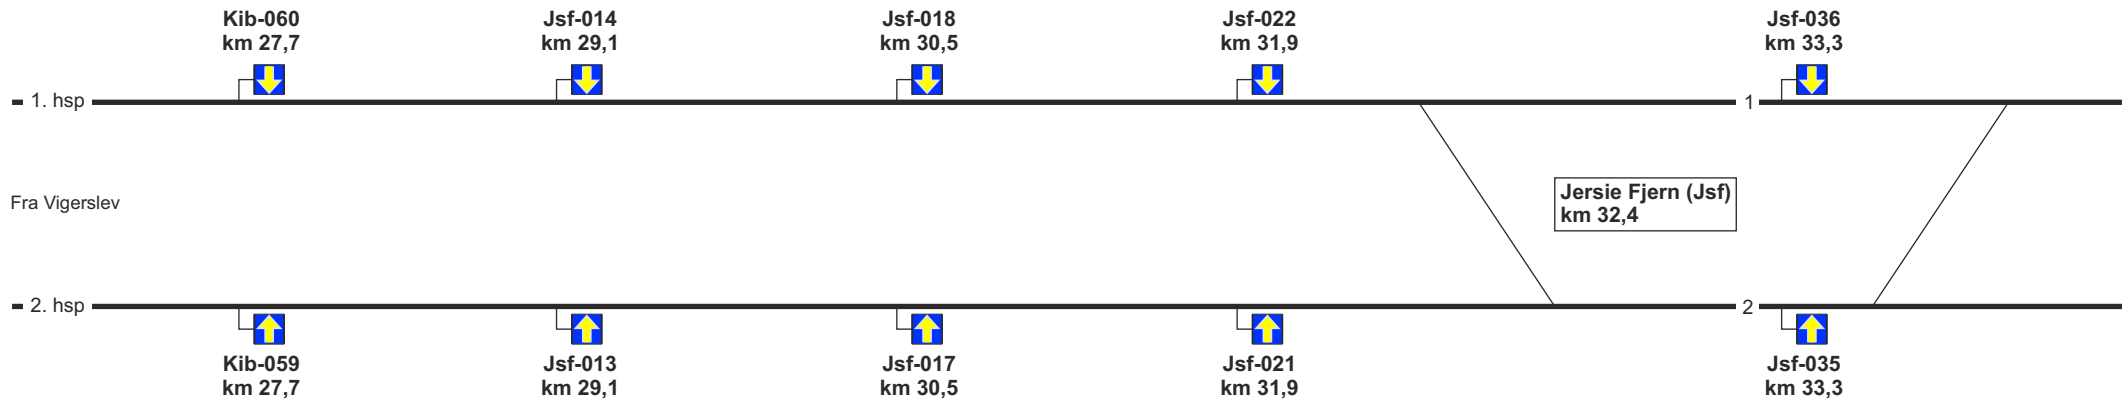 Kib-060
km 27,7
Jsf-014
km 29,1
Jsf-018
km 30,5
Jsf-022
km 31,9
Jsf-036
km 33,3
1. hsp
1
Fra Vigerslev
Jersie Fjern (Jsf)
km 32,4
2. hsp
2
Kib-059
km 27,7
Jsf-013
km 29,1
Jsf-017
km 30,5
Jsf-021
km 31,9
Jsf-035
km 33,3